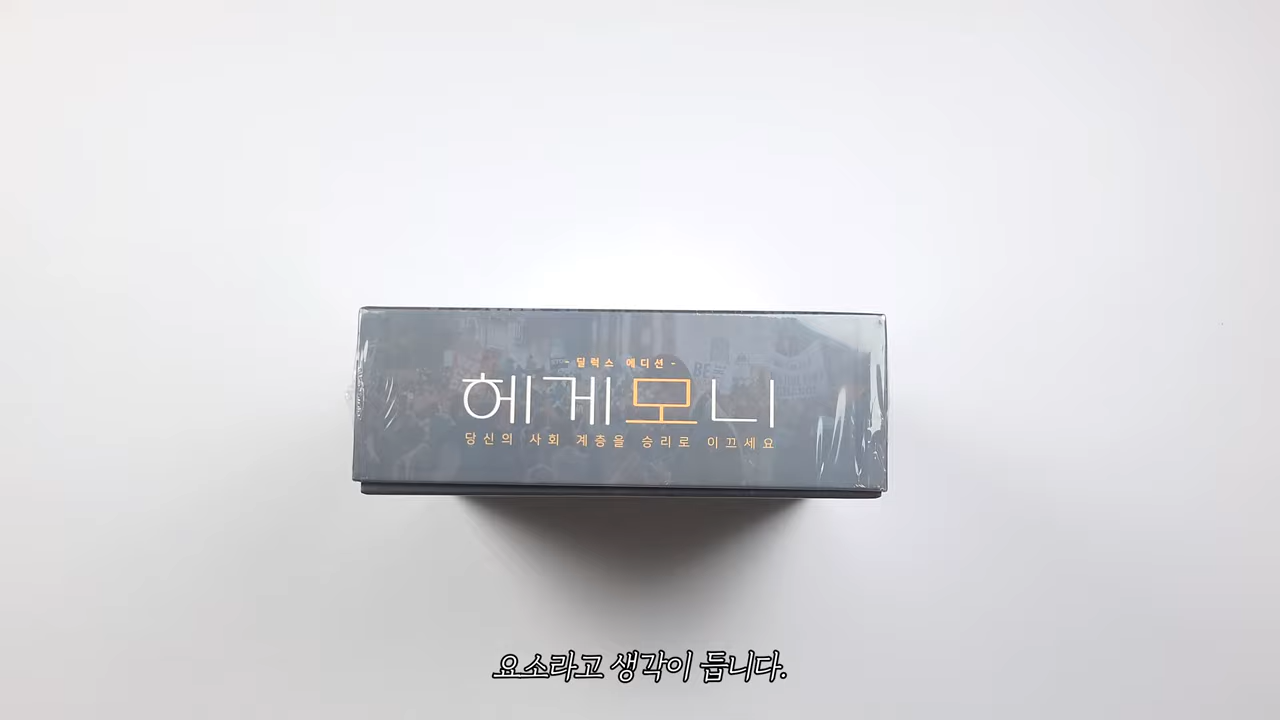 - 딜럭스 에디션 -
헤게모니
당신의 사회 계층을 승리로 이끄세요
요소라고 생각이 듭니다.